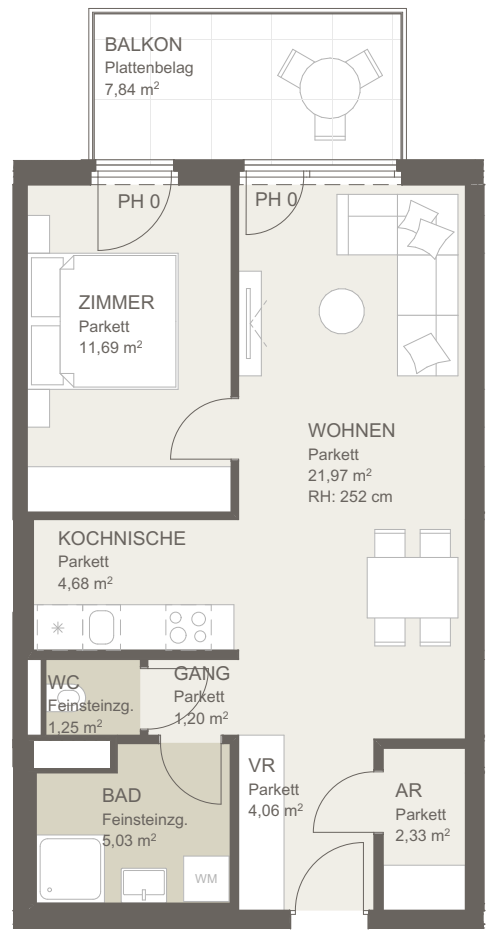 BALKON
Plattenbelag
7,84 m²
PH 0
PH 0
ZIMMER
Parkett
11,69 m²
WOHNEN
Parkett
21,97 m²
RH: 252 cm
KOCHNISCHE
Parkett
4,68 m²
WC
Feinsteinzg.
1,25 m²
GANG
Parkett
1,20 m²
VR
Parkett
4,06 m²
AR
Parkett
2,33 m²
BAD
Feinsteinzg.
5,03 m²
WM